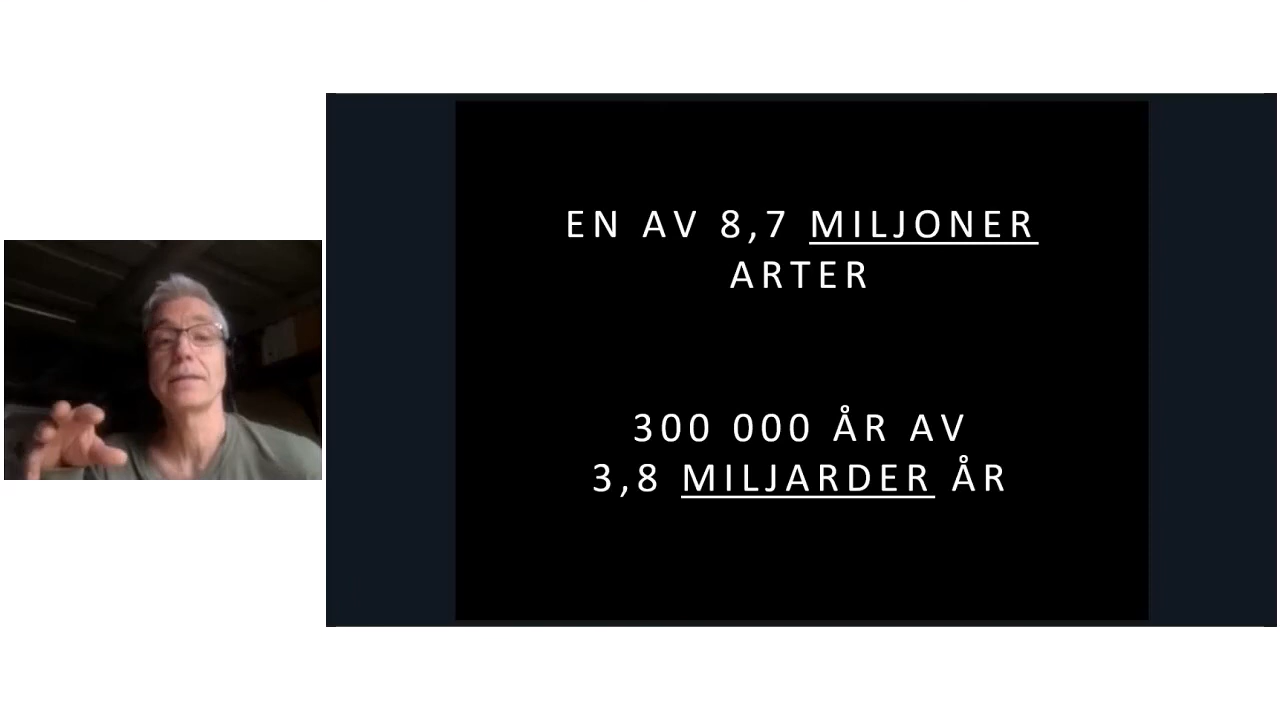 EN AV 8,7 MILJONER
ARTER
300 000 ÅR AV
3,8 MILJARDER ÅR